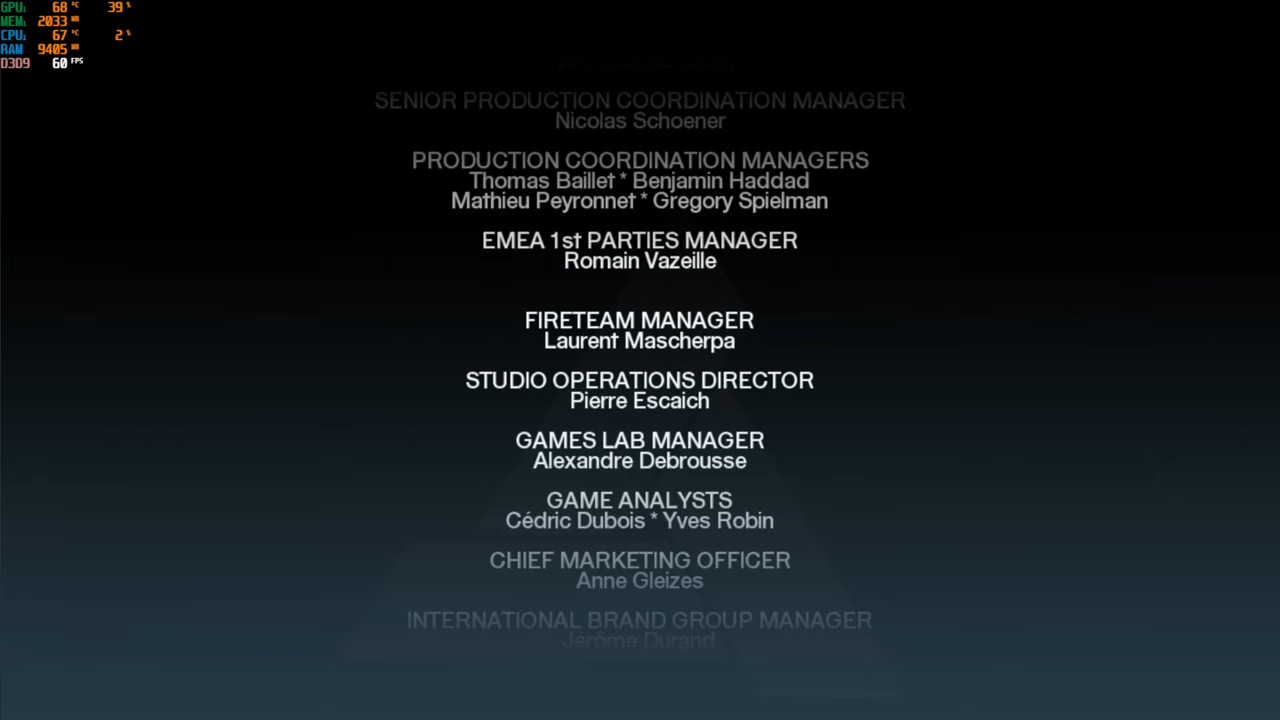 GPU: 68 °C 39 %
MEM: 2033 MB
CPU: 67 °C 2 %
RAM 9405 MB
D3D9 60 FPS
SENIOR PRODUCTION COORDINATION MANAGER
Nicolas Schoener
PRODUCTION COORDINATION MANAGERS
Thomas Baillet * Benjamin Haddad
Mathieu Peyronnet * Gregory Spielman
EMEA 1st PARTIES MANAGER
Romain Vazeille
FIRETEAM MANAGER
Laurent Mascherpa
STUDIO OPERATIONS DIRECTOR
Pierre Escaich
GAMES LAB MANAGER
Alexandre Debrousse
GAME ANALYSTS
Cédric Dubois * Yves Robin
CHIEF MARKETING OFFICER
Anne Gleizes
INTERNATIONAL BRAND GROUP MANAGER
Jérôme Durand